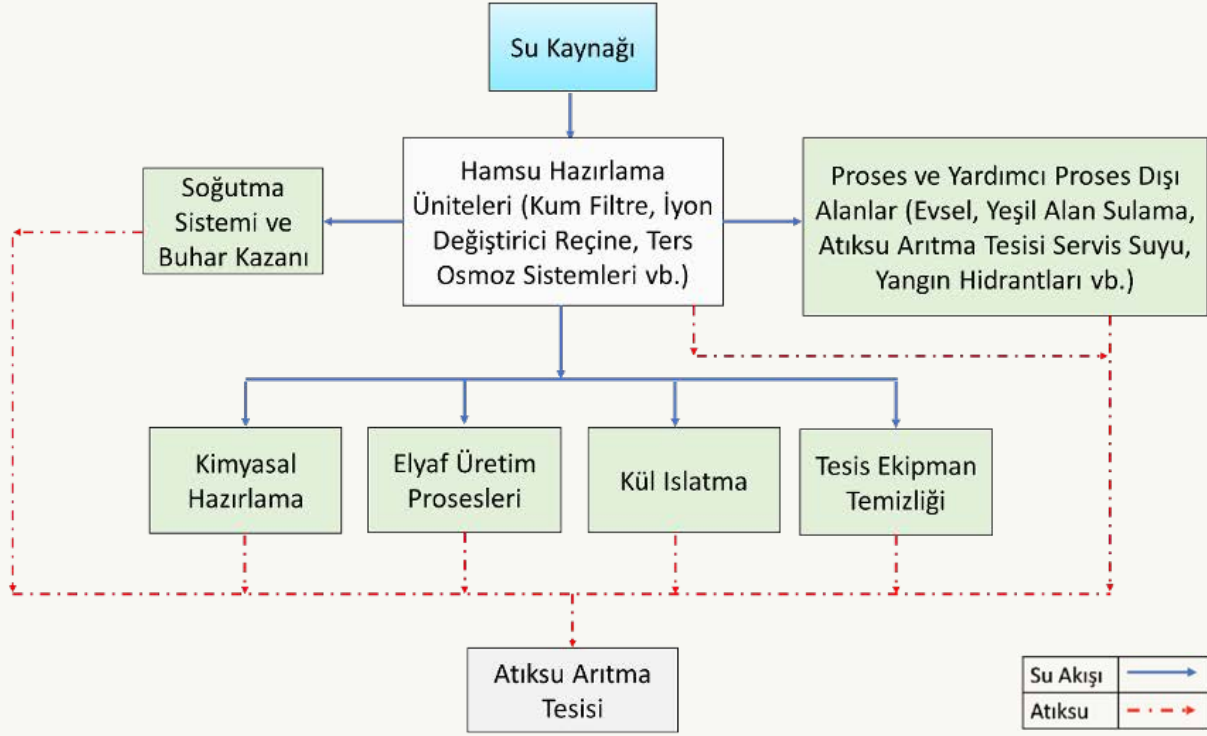 Su Kaynağı
Hamsu Hazırlama
Üniteleri (Kum Filtre, İyon
Değiştirici Reçine, Ters
Osmoz Sistemleri vb.)
Soğutma
Sistemi ve
Buhar Kazanı
Proses ve Yardımcı Proses Dışı
Alanlar (Evsel, Yeşil Alan Sulama,
Atıksu Arıtma Tesisi Servis Suyu,
Yangın Hidrantları vb.)
Kimyasal
Hazırlama
Elyaf Üretim
Prosesleri
Kül Islatma
Tesis Ekipman
Temizliği
Atıksu Arıtma
Tesisi
Su Akışı
Atıksu